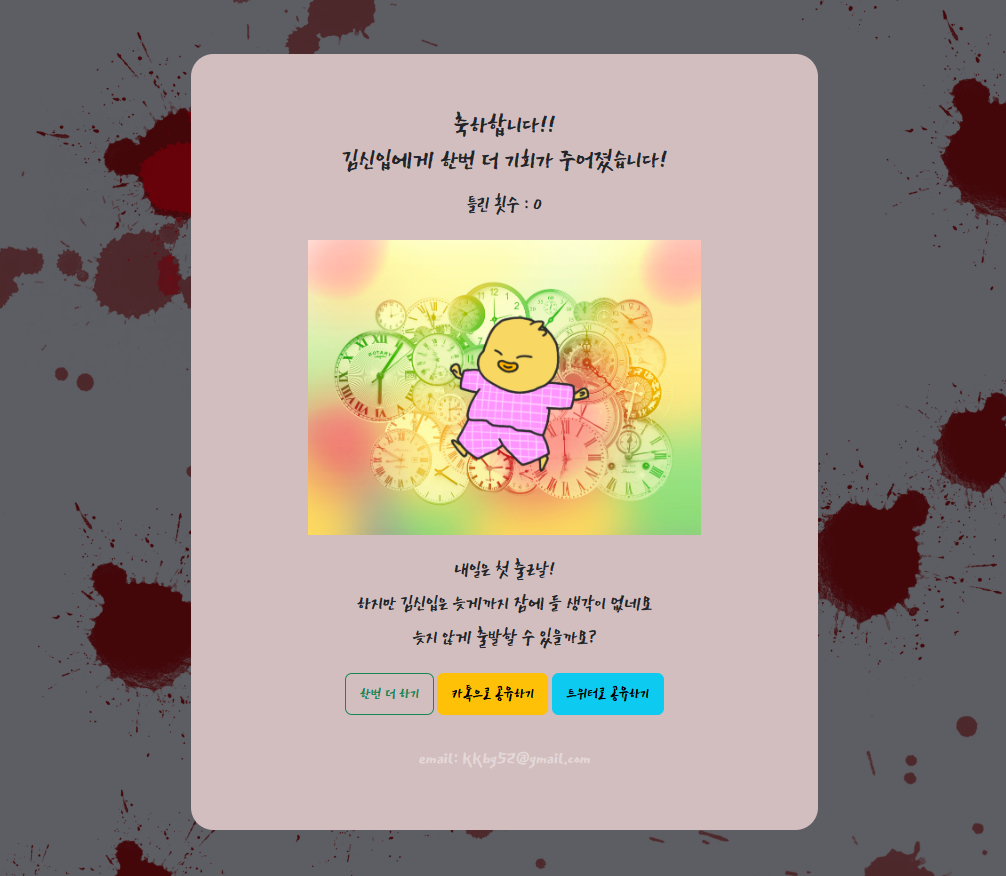 축하합니다!!
김신입에게 한번 더 기회가 주어졌습니다!
틀린 횟수 : 0
내일은 첫 출근날!
하지만 김신입은 늦게까지 잠에 들 생각이 없네요
늦지 않게 출발할 수 있을까요?
한번 더 하기
카톡으로 공유하기
트위터로 공유하기
email: kkbg52@gmail.com